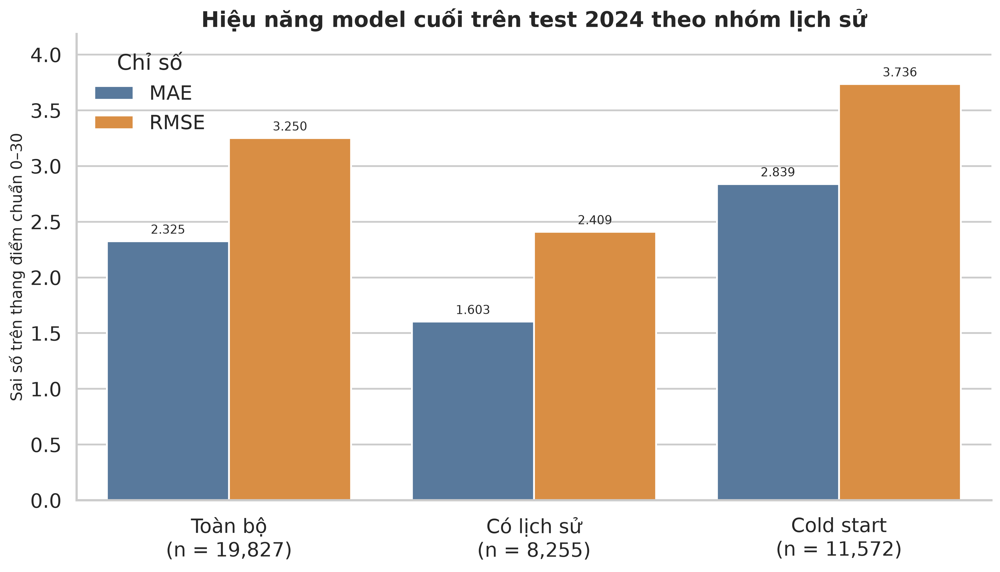 Hiệu năng model cuối trên test 2024 theo nhóm lịch sử
Sai số trên thang điểm chuẩn 0–30
4.0
3.5
3.0
2.5
2.0
1.5
1.0
0.5
0.0
Chỉ số
MAE
RMSE
2.325
3.250
1.603
2.409
2.839
3.736
Toàn bộ
(n = 19,827)
Có lịch sử
(n = 8,255)
Cold start
(n = 11,572)